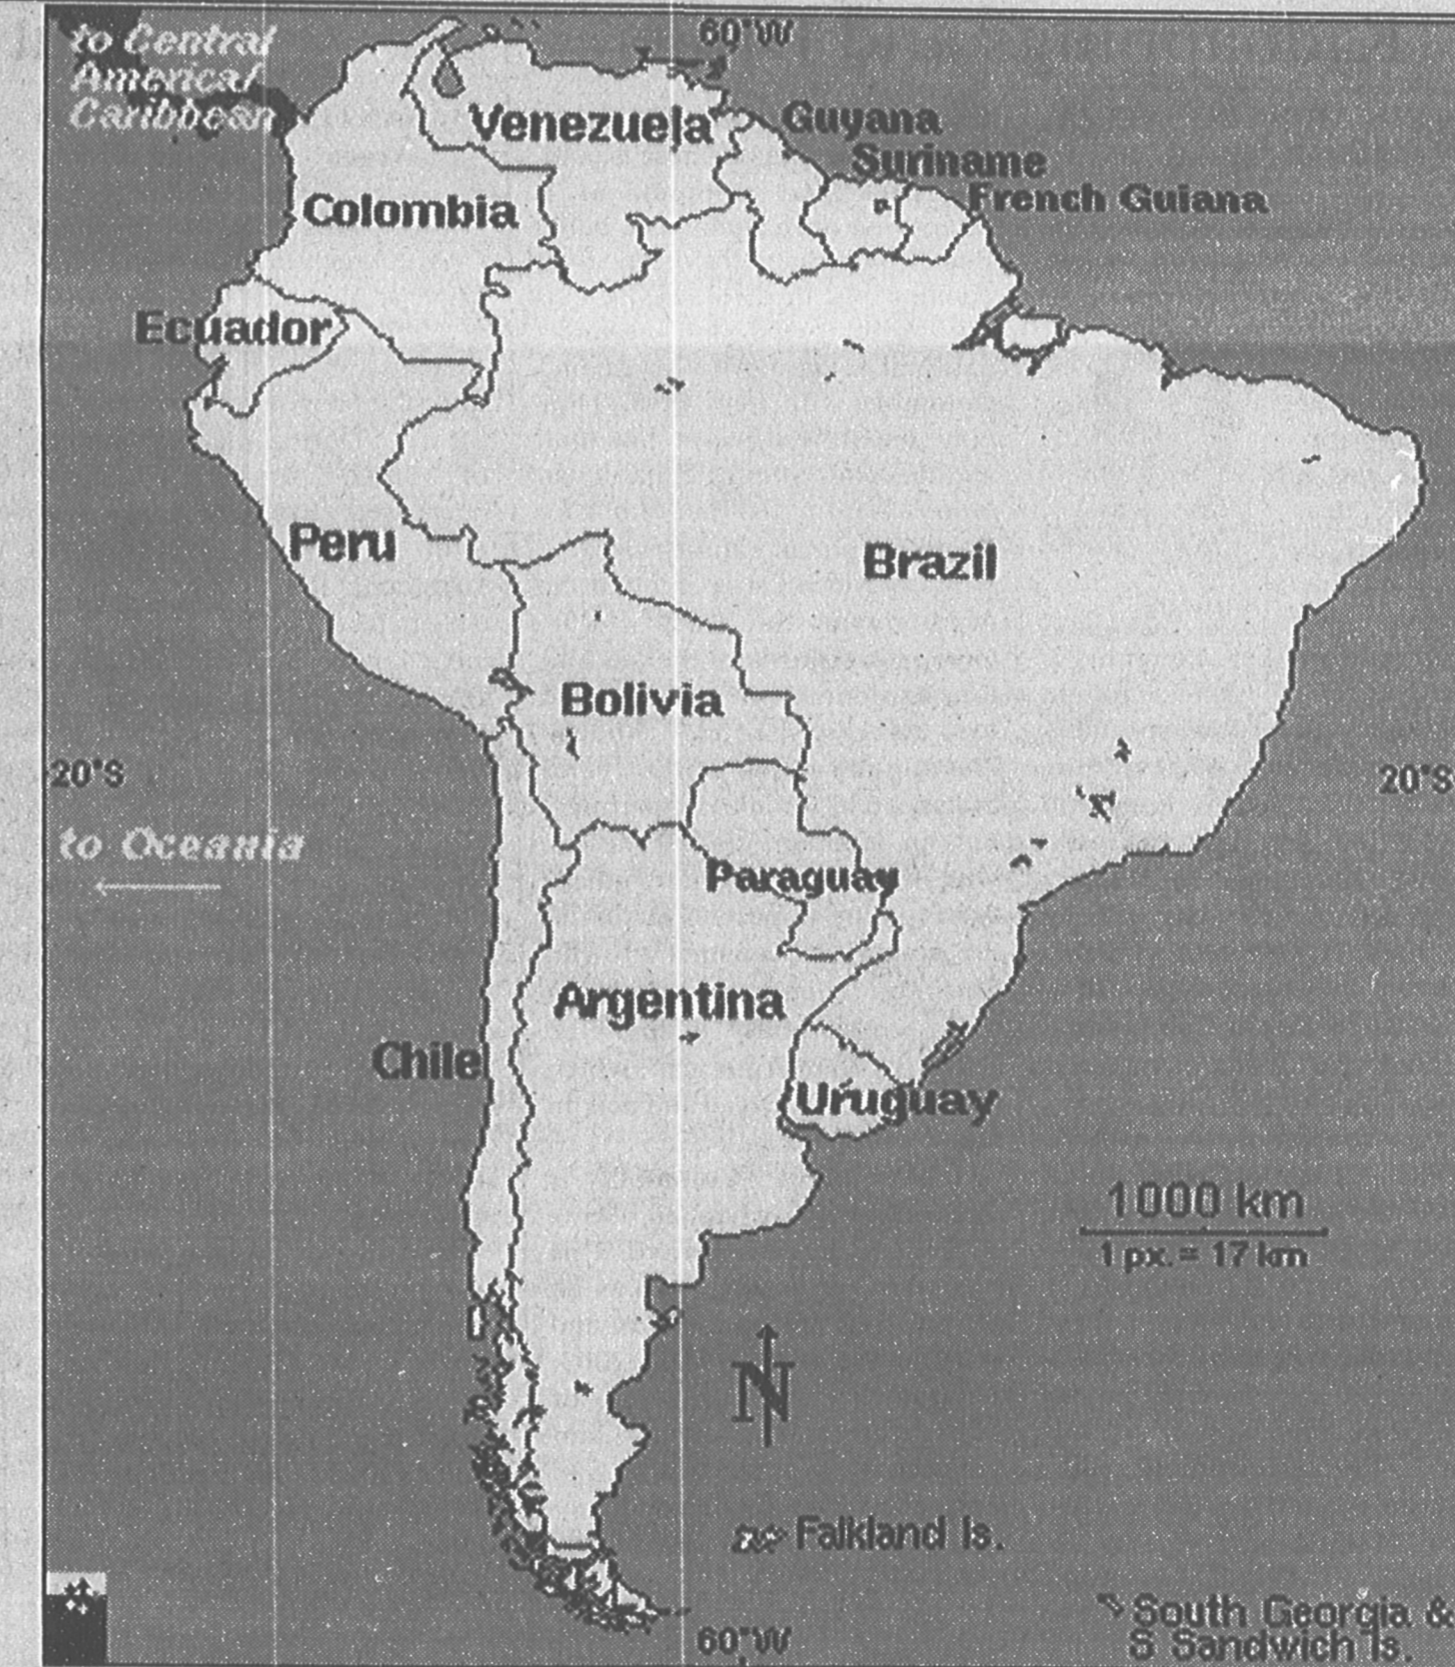 to Central
America/
Caribbean
60°W
Venezuela
Guyana
Suriname
French Guiana
Colombia
Ecuador
Peru
Brazil
Bolivia
20°S
20°S
to Oceania
Paraguay
Argentina
Chile
Uruguay
1000 km
1 px. = 17 km
N
Falkland Is.
South Georgia &
S Sandwich Is.
60°W